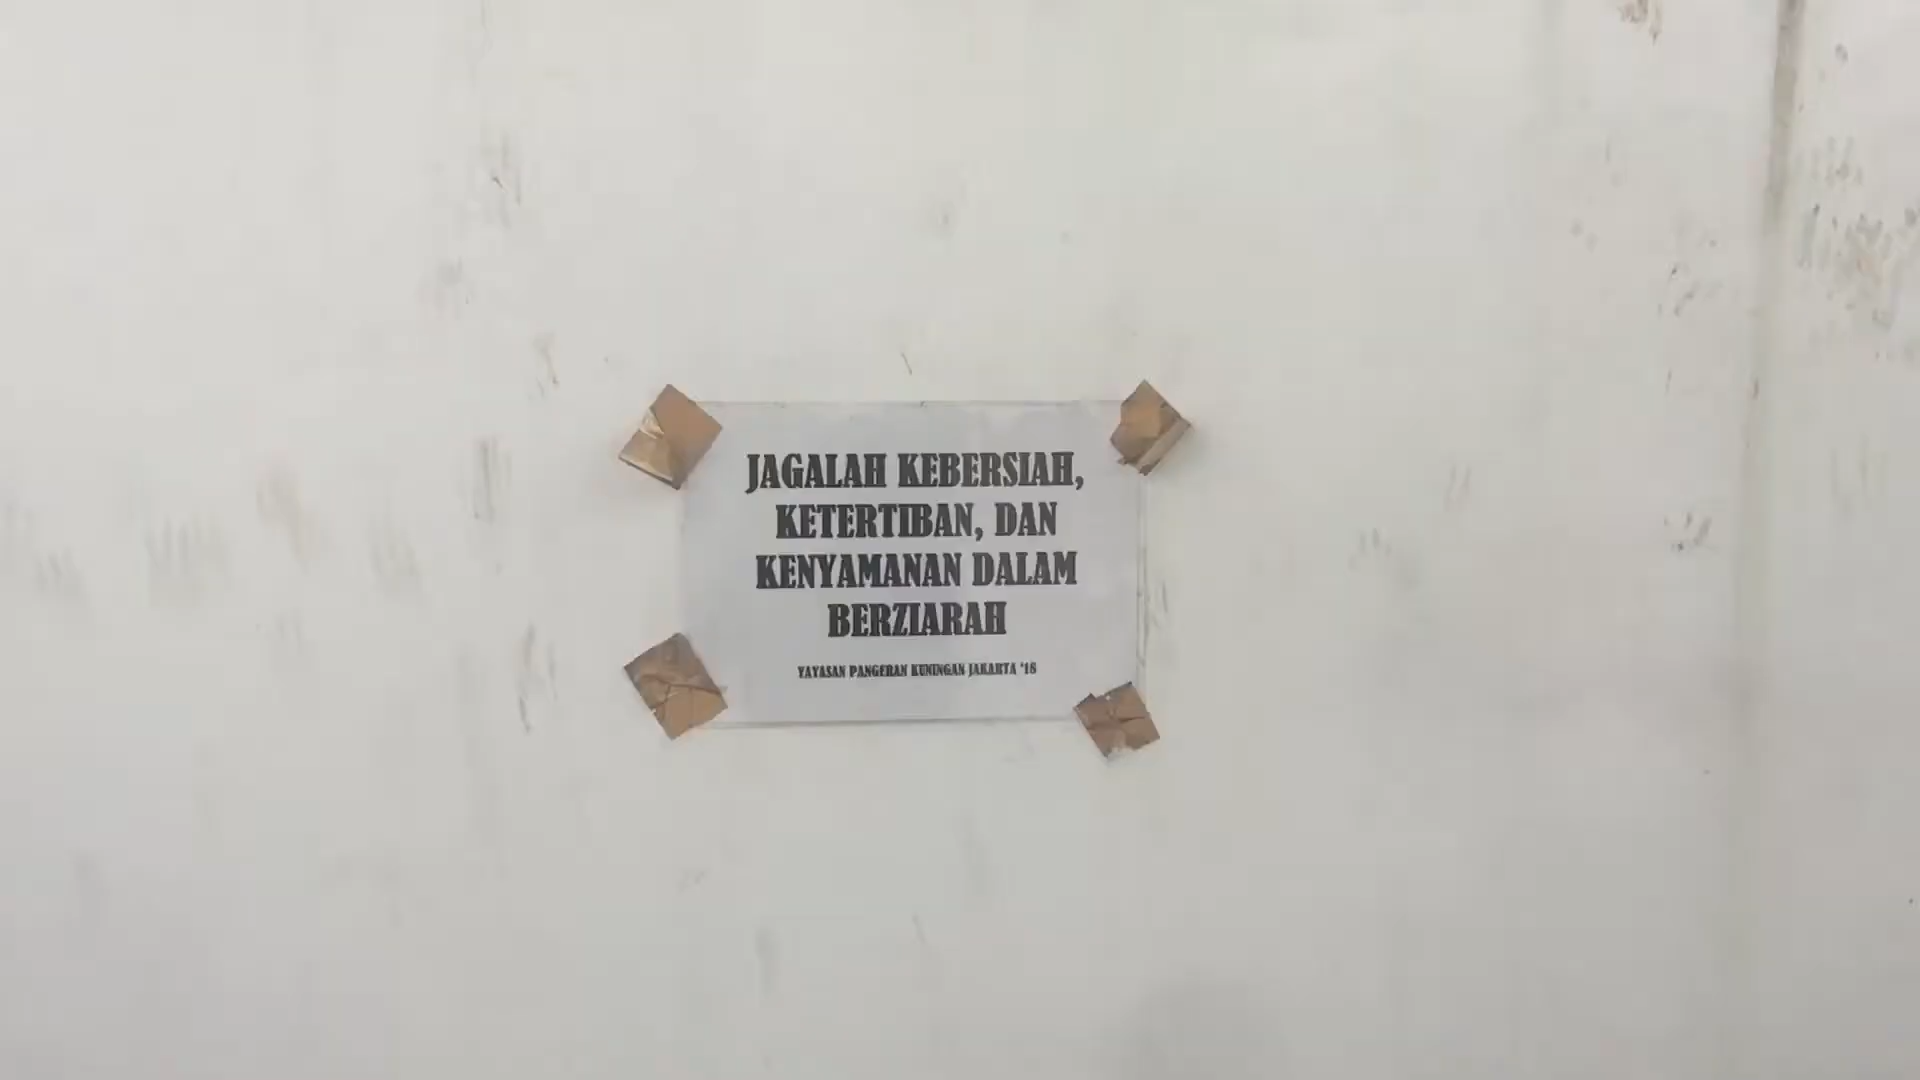 JAGALAH KEBERSIAH,
KETERTIBAN, DAN
KENYAMANAN DALAM
BERZIARAH
YAYASAN PANGERAN KUNINGAN JAKARTA '18